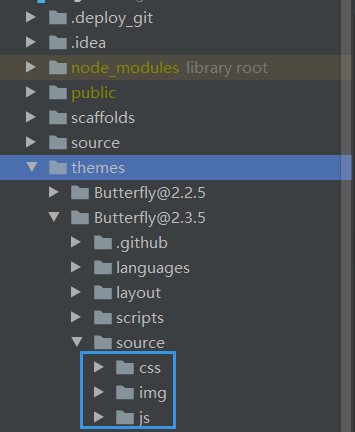 .deploy_git
.idea
node_modules library root
public
scaffolds
source
themes
Butterfly@2.2.5
Butterfly@2.3.5
.github
languages
layout
scripts
source
css
img
js